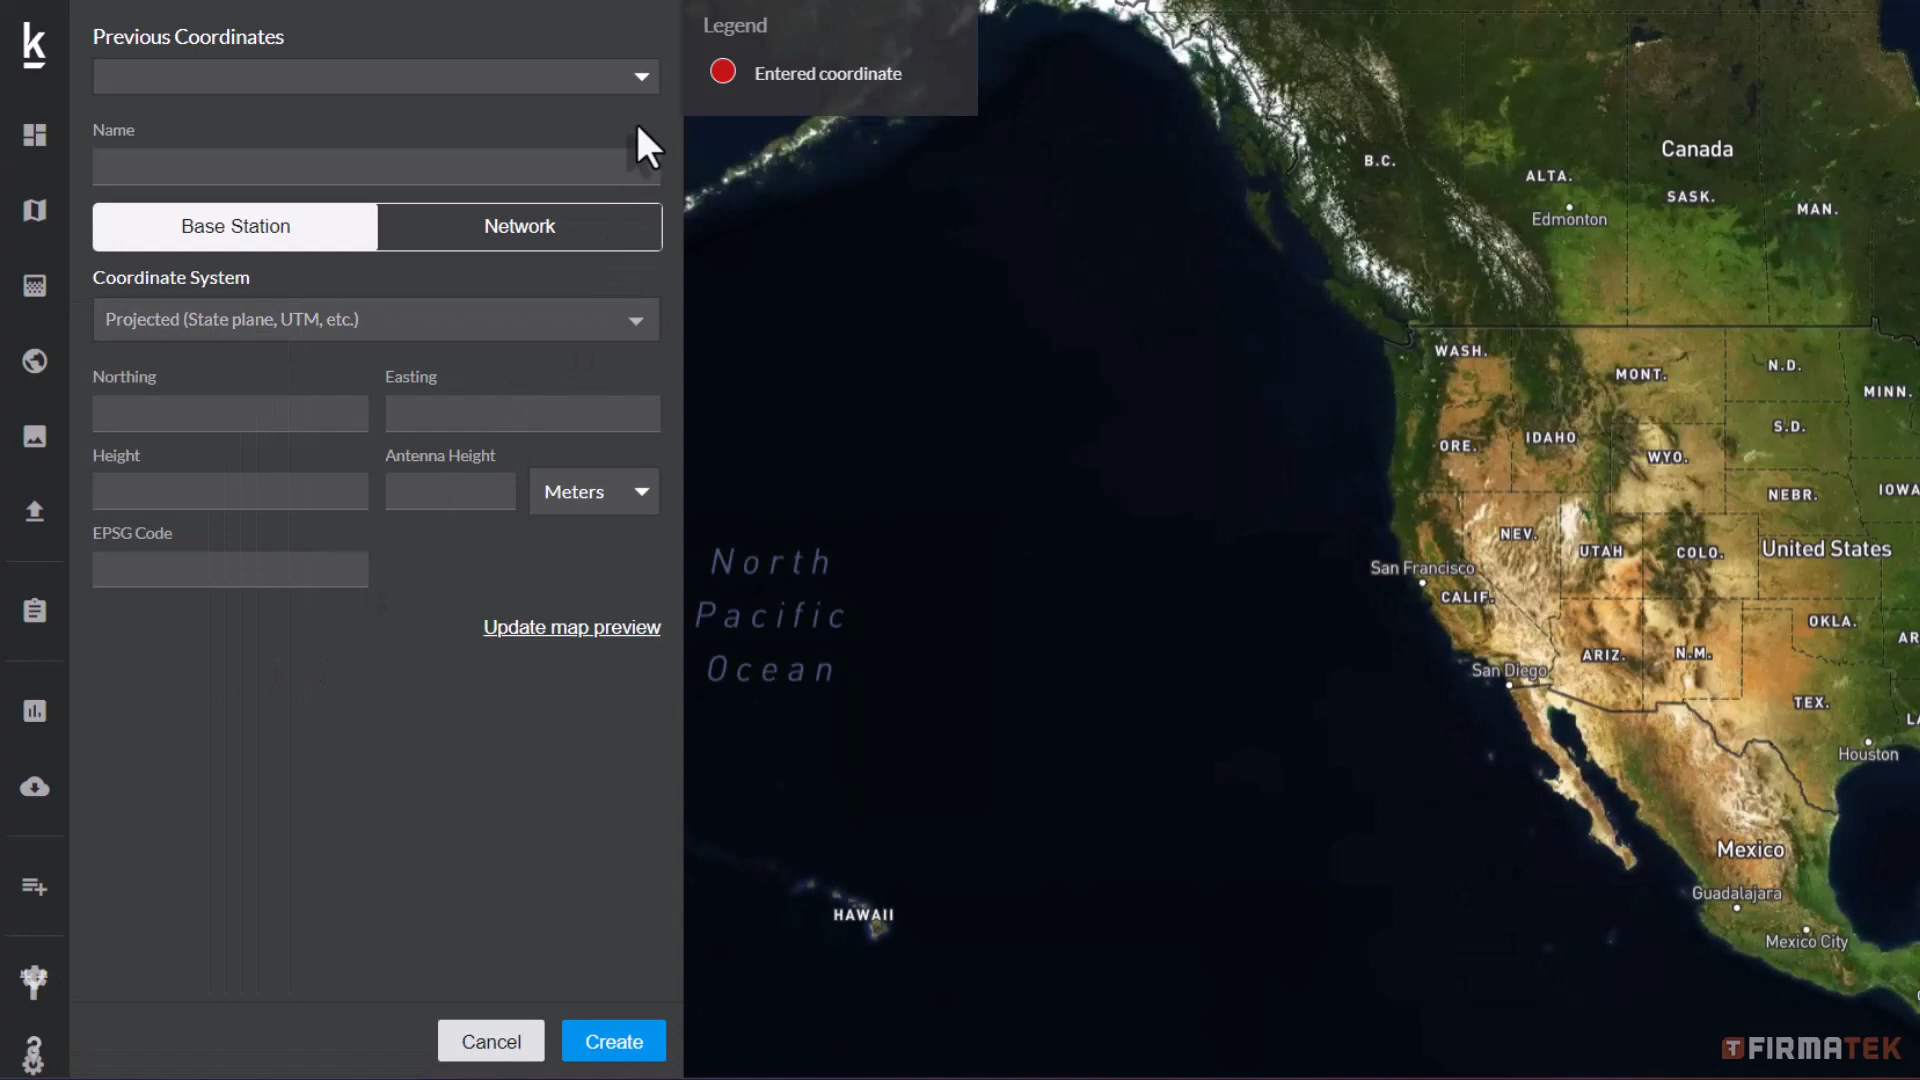 k
Previous Coordinates
Name
Base Station
Network
Coordinate System
Projected (State plane, UTM, etc.)
Northing
Easting
Height
Antenna Height
Meters
EPSG Code
Update map preview
Cancel
Create
Legend
Entered coordinate
Canada
B.C.
ALTA.
SASK.
MAN.
Edmonton
WASH.
MONT.
N.D.
MINN.
ORE.
IDAHO
S.D.
WYO.
NEBR.
IOWA
NEV.
UTAH
COLO.
United States
San Francisco
CALIF.
OKLA.
AR
ARIZ.
N.M.
San Diego
TEX.
Houston
North
Pacific
Ocean
Mexico
Guadalajara
Mexico City
HAWAII
FIRMATEK